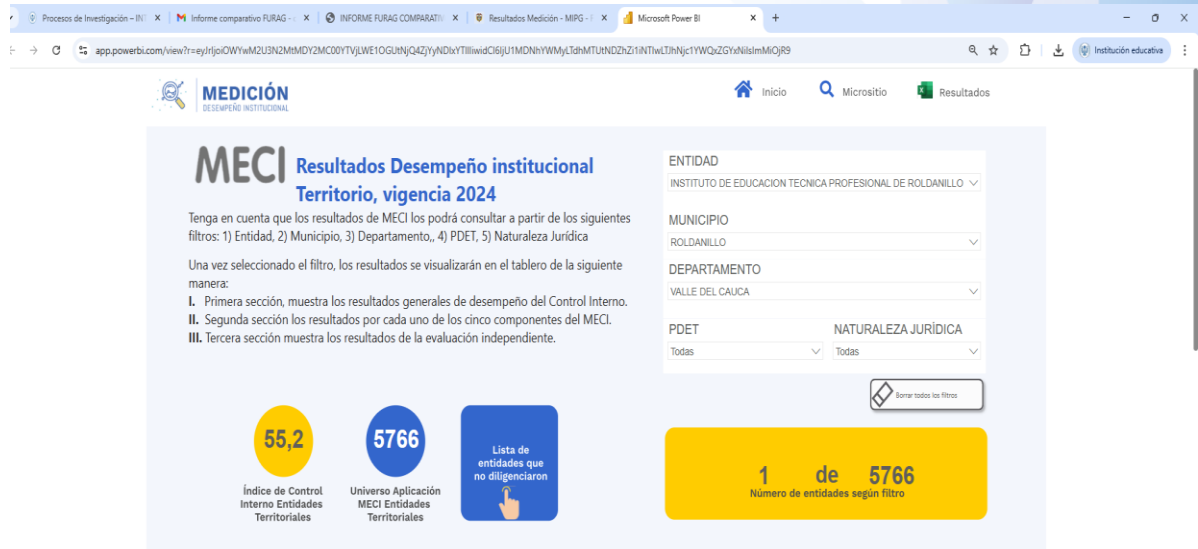 Procesos de Investigación – INT
Informe comparativo FURAG -
INFORME FURAG COMPARATIV
Resultados Medición - MIPG - F
Microsoft Power BI
Institución educativa
MEDICIÓN
DESEMPEÑO INSTITUCIONAL
Inicio
Micrositio
Resultados
MECI Resultados Desempeño institucional
Territorio, vigencia 2024
Tenga en cuenta que los resultados de MECI los podrá consultar a partir de los siguientes
filtros: 1) Entidad, 2) Municipio, 3) Departamento,, 4) PDET, 5) Naturaleza Jurídica
Una vez seleccionado el filtro, los resultados se visualizarán en el tablero de la siguiente
manera:
I. Primera sección, muestra los resultados generales de desempeño del Control Interno.
II. Segunda sección los resultados por cada uno de los cinco componentes del MECI.
III. Tercera sección muestra los resultados de la evaluación independiente.
ENTIDAD
INSTITUTO DE EDUCACION TECNICA PROFESIONAL DE ROLDANILLO
MUNICIPIO
ROLDANILLO
DEPARTAMENTO
VALLE DEL CAUCA
PDET NATURALEZA JURÍDICA
Todas Todas
Borrar todos los filtros
55,2
Índice de Control
Interno Entidades
Territoriales
5766
Universo Aplicación
MECI Entidades
Territoriales
Lista de
entidades que
no diligenciaron
1 de 5766
Número de entidades según filtro